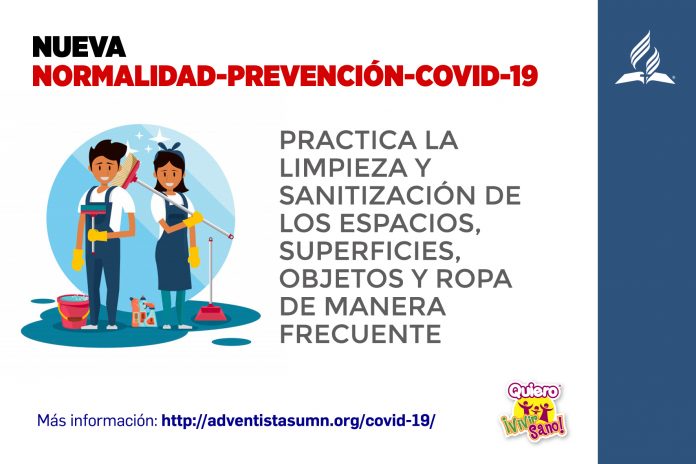 NUEVA
NORMALIDAD-PREVENCIÓN-COVID-19
PRACTICA LA
LIMPIEZA Y
SANITIZACIÓN DE
LOS ESPACIOS,
SUPERFICIES,
OBJETOS Y ROPA
DE MANERA
FRECUENTE
Quiero
¡Vivir
Sano!
Más información: http://adventistasumn.org/covid-19/